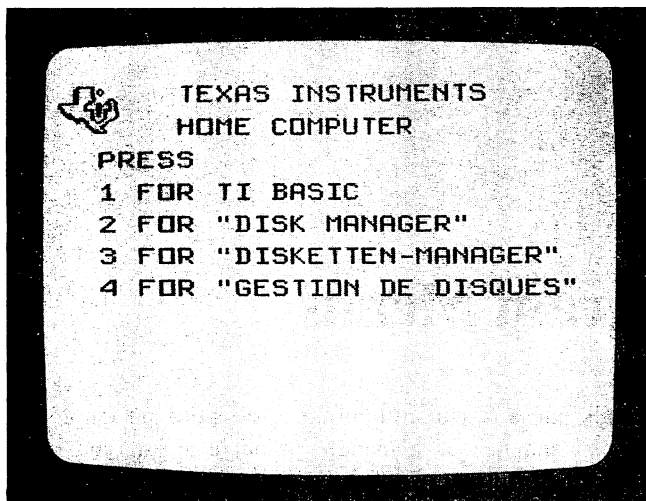 TEXAS INSTRUMENTS
HOME COMPUTER
PRESS
1 FOR TI BASIC
2 FOR "DISK MANAGER"
3 FOR "DISKETTEN-MANAGER"
4 FOR "GESTION DE DISQUES"